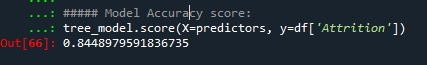 ...: ##### Model Accuracy score:
...: tree_model.score(X=predictors, y=df['Attrition'])
Out[66]: 0.8448979591836735